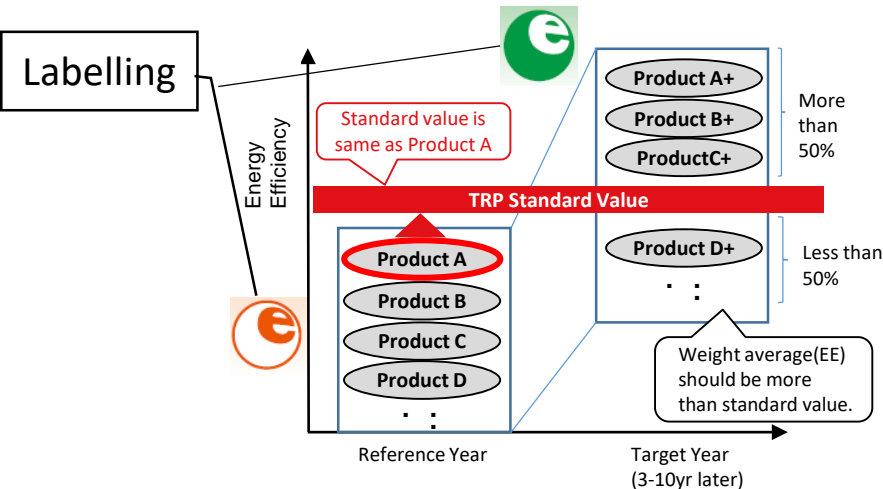 Labelling
e
Energy
Efficiency
Standard value is
same as Product A
TRP Standard Value
Product A
Product B
Product C
Product D
. :
Product A+
Product B+
ProductC+
Product D+
. :
More
than
50%
Less than
50%
Weight average(EE)
should be more
than standard value.
e
Reference Year
Target Year
(3-10yr later)